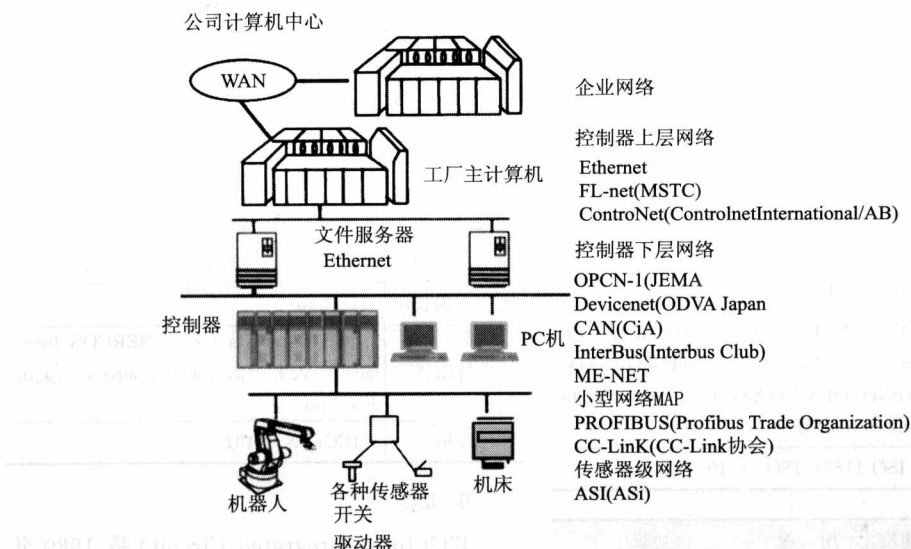 公司计算机中心
WAN
企业网络
控制器上层网络
工厂主计算机
Ethernet
FL-net(MSTC)
ControNet(ControlnetInternational/AB)
文件服务器
Ethernet
控制器下层网络
OPCN-1(JEMA
Devicenet(ODVA Japan
控制器
PC机
CAN(CiA)
InterBus(Interbus Club)
ME-NET
小型网络MAP
PROFIBUS(Profibus Trade Organization)
CC-LinK(CC-Link协会)
传感器级网络
ASI(ASi)
机器人
各种传感器
开关
驱动器
机床